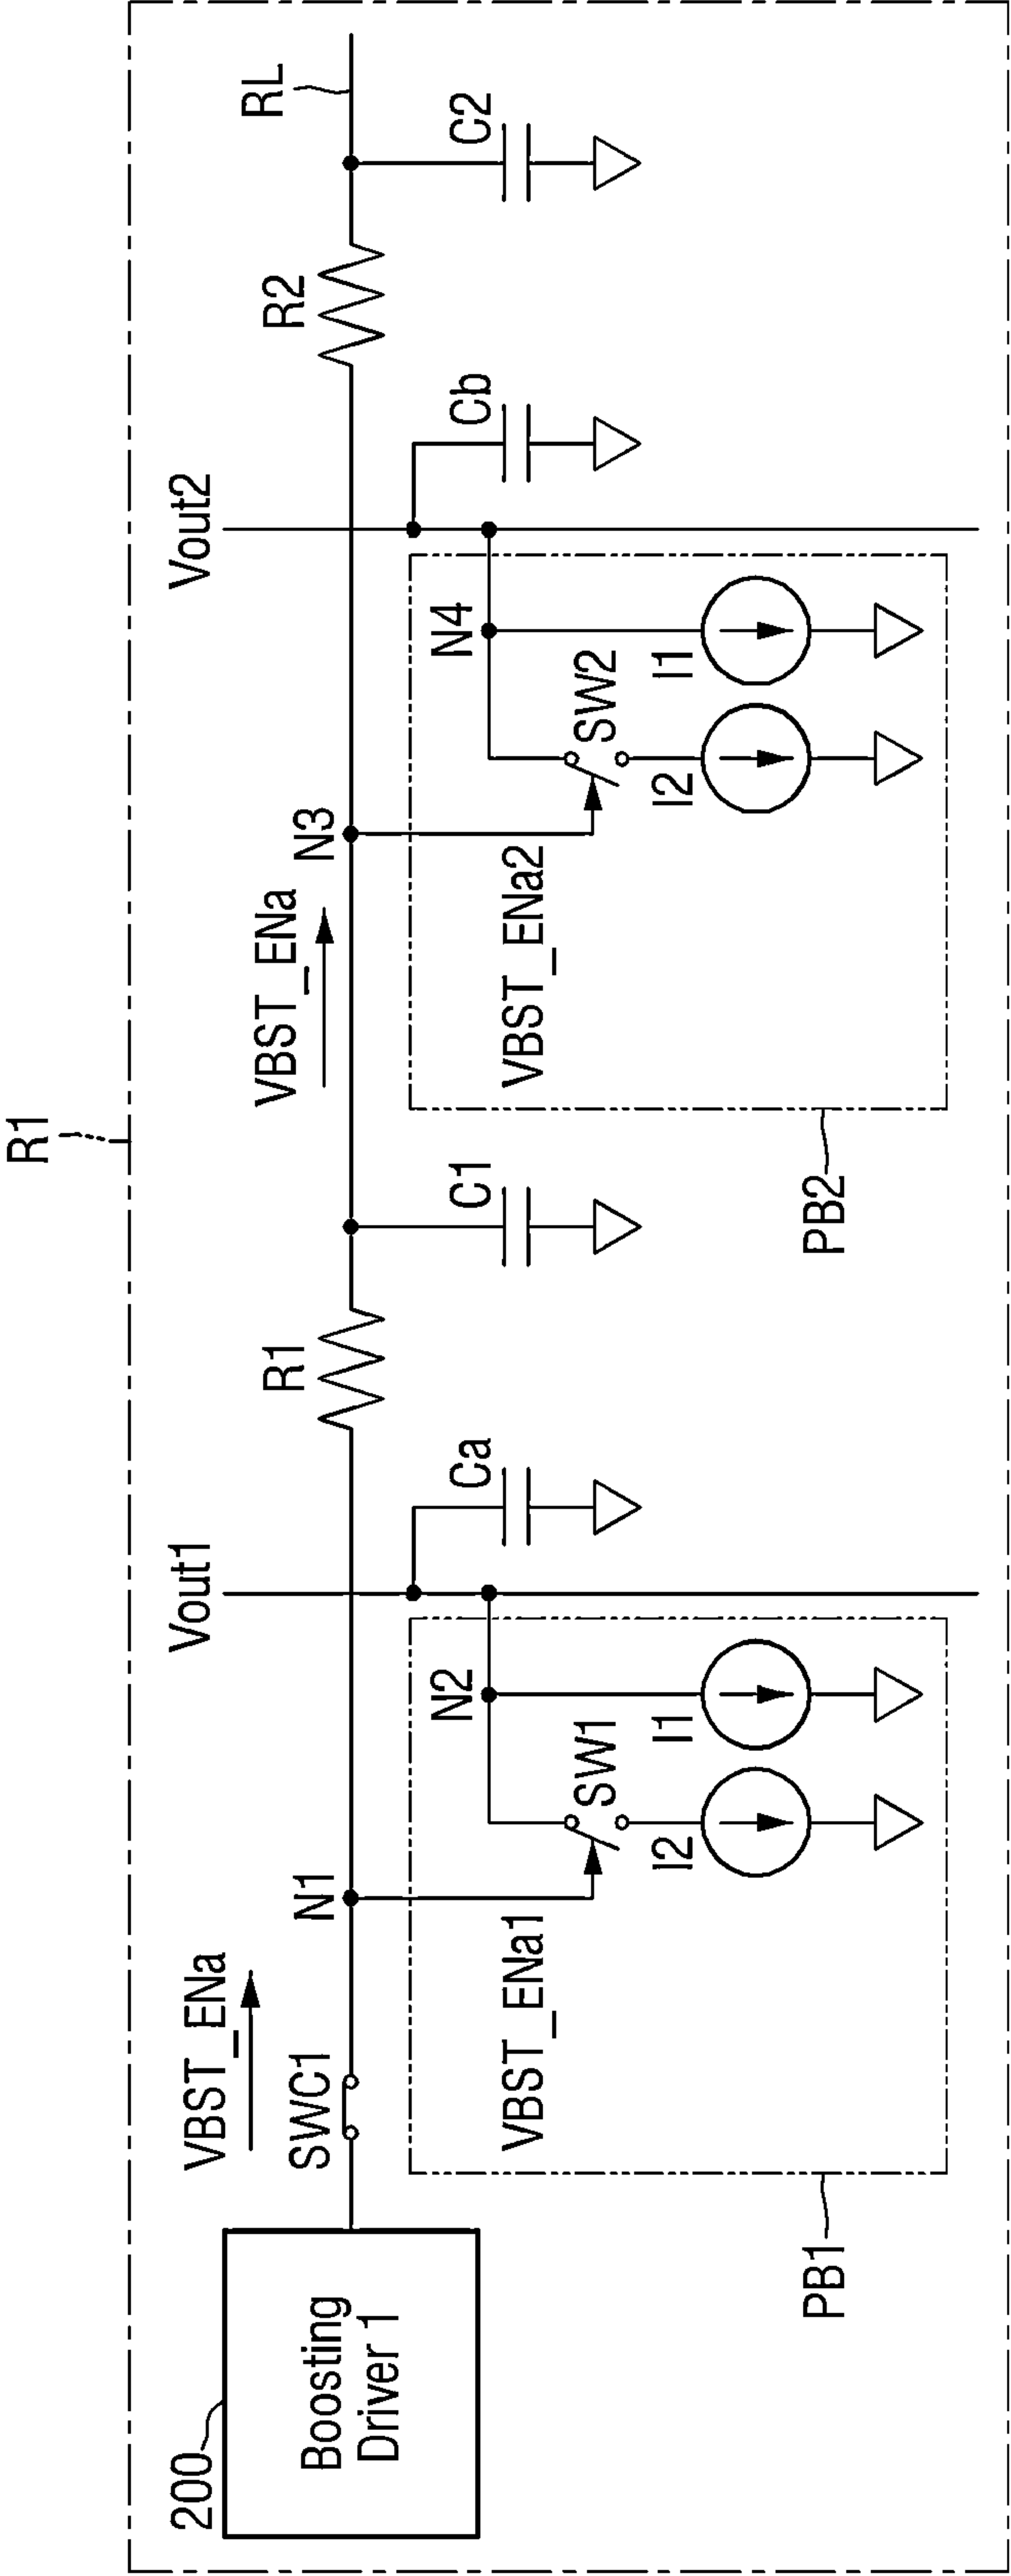 R1
200
Boosting
Driver 1
VBST_ENa
SWC1
N1
VBST_ENa1
PB1
SW1
I2
I1
N2
Vout1
Ca
R1
C1
VBST_ENa
N3
VBST_ENa2
PB2
SW2
I2
I1
N4
Vout2
Cb
R2
C2
RL